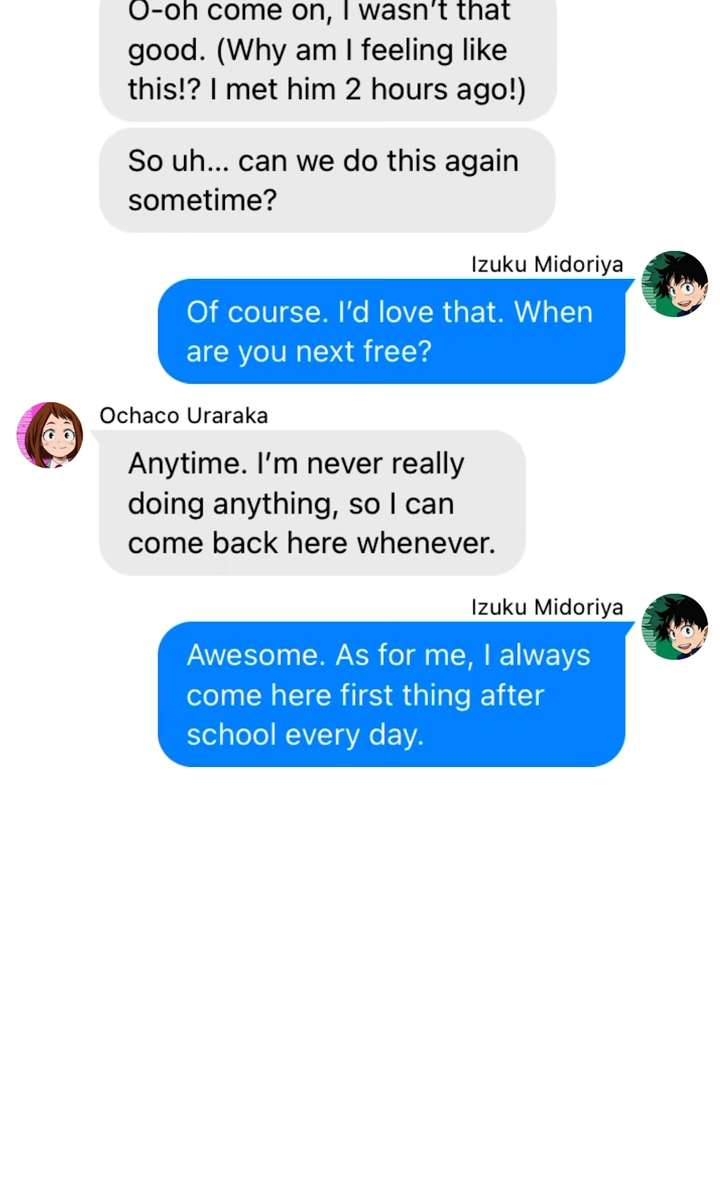 O-oh come on, I wasn't that
good. (Why am I feeling like
this!? I met him 2 hours ago!)
So uh... can we do this again
sometime?
Izuku Midoriya
Of course. I'd love that. When
are you next free?
Ochaco Uraraka
Anytime. I'm never really
doing anything, so I can
come back here whenever.
Izuku Midoriya
Awesome. As for me, I always
come here first thing after
school every day.